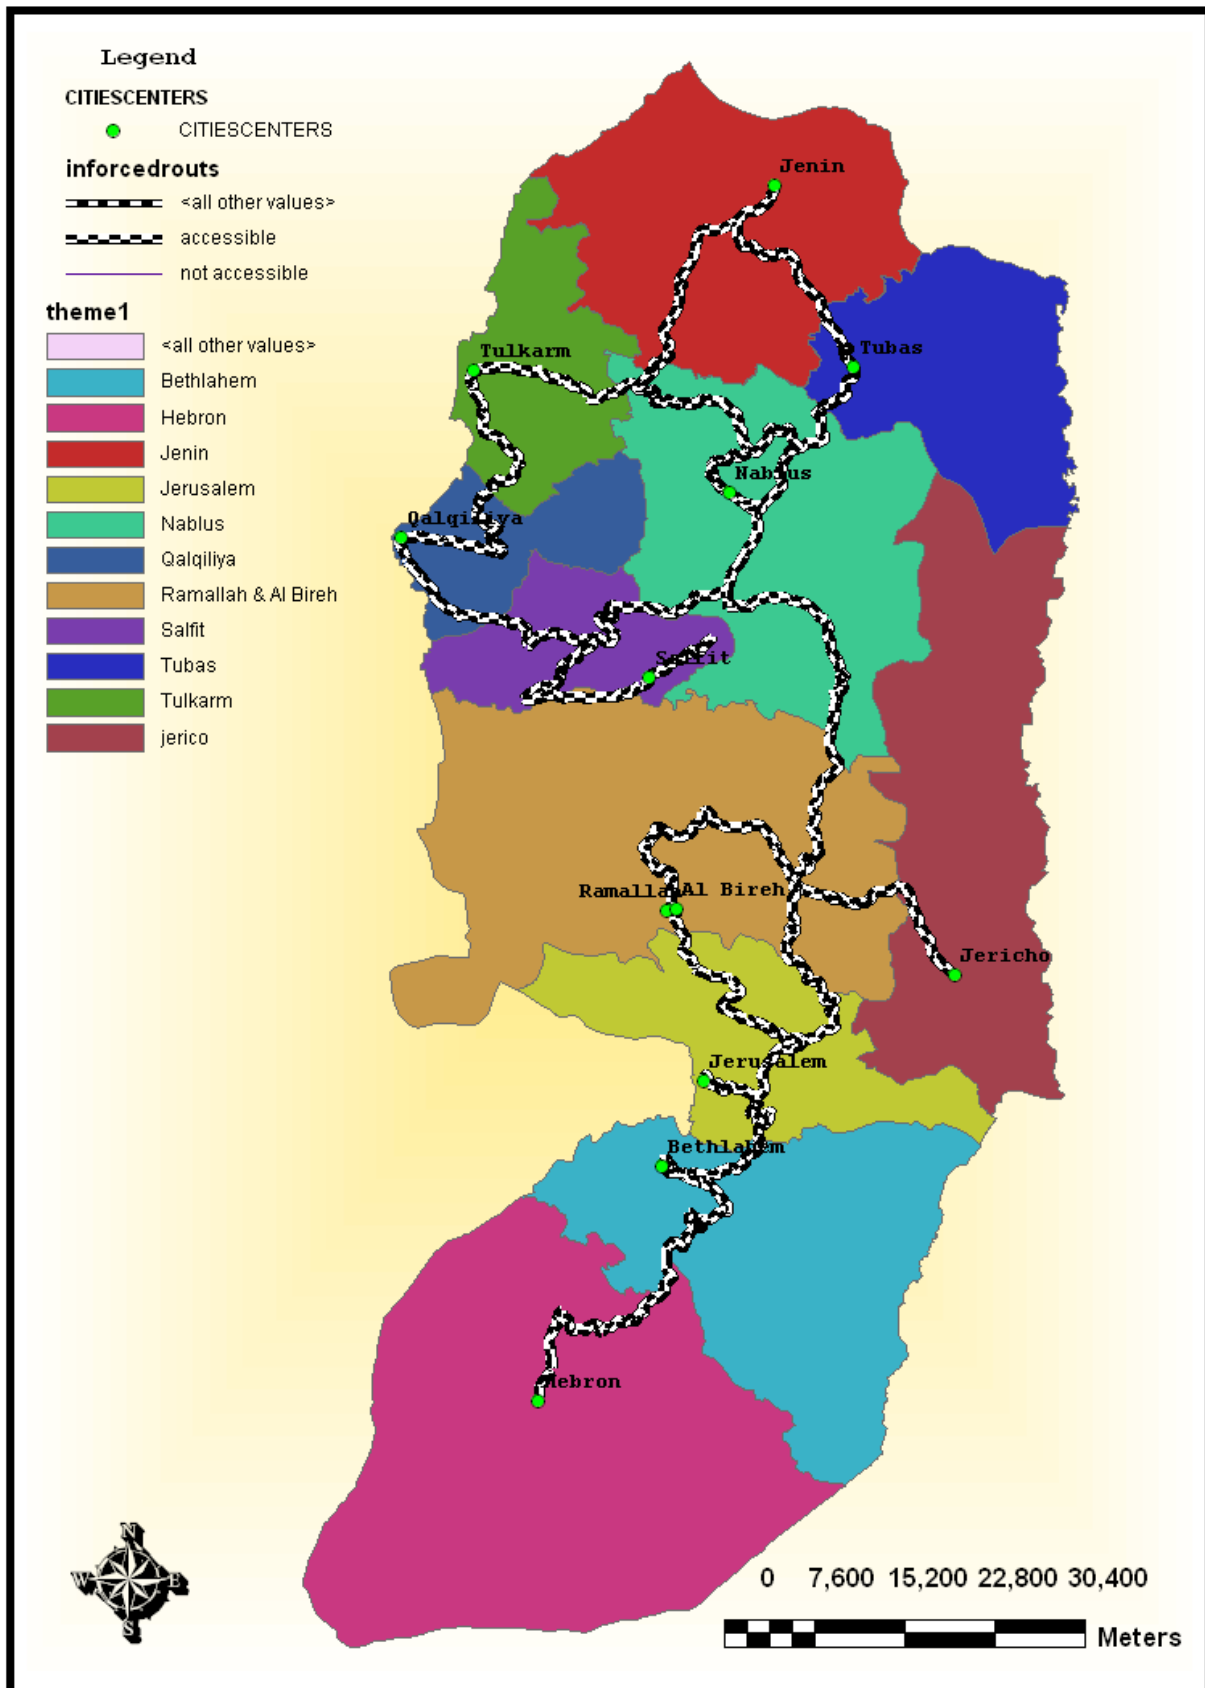 Legend
CITIESCENTERS
CITIESCENTERS
inforcedrouts
<all other values>
accessible
not accessible
theme1
<all other values>
Bethlahem
Hebron
Jenin
Jerusalem
Nablus
Qalqiliya
Ramallah & Al Bireh
Salfit
Tubas
Tulkarm
jerico
Jenin
Tulkarm
Tubas
Nablus
Qalqiliya
Salfit
Ramallah
Al Bireh
Jericho
Jerusalem
Bethlahem
Hebron
N
W
E
S
0 7,600 15,200 22,800 30,400
Meters